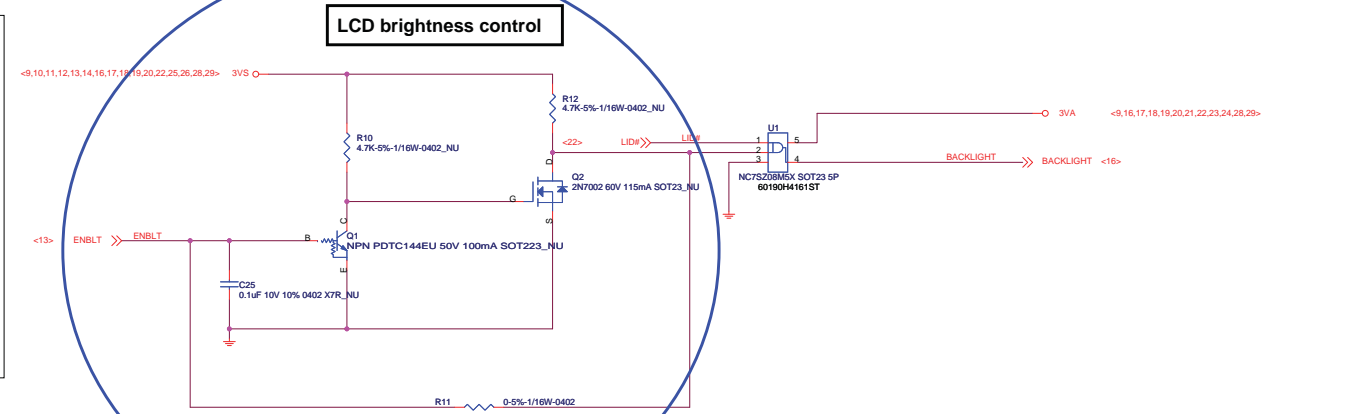 LCD brightness control
<9,10,11,12,13,14,16,17,18,19,20,22,25,26,28,29> 3VS
R12
4.7K-5%-1/16W-0402_NU
R10
4.7K-5%-1/16W-0402_NU
<22> LID# LID#
U1
1 5
2
3 4
3VA <9,16,17,18,19,20,21,22,23,24,28,29>
BACKLIGHT BACKLIGHT <16>
NC7SZ08M5X SOT23 5P
60190H4161ST
D
G
S
Q2
2N7002 60V 115mA SOT23_NU
<13> ENBLT ENBLT
B
C
E
Q1
NPN PDTC144EU 50V 100mA SOT223_NU
C25
0.1uF 10V 10% 0402 X7R_NU
R11 0-5%-1/16W-0402